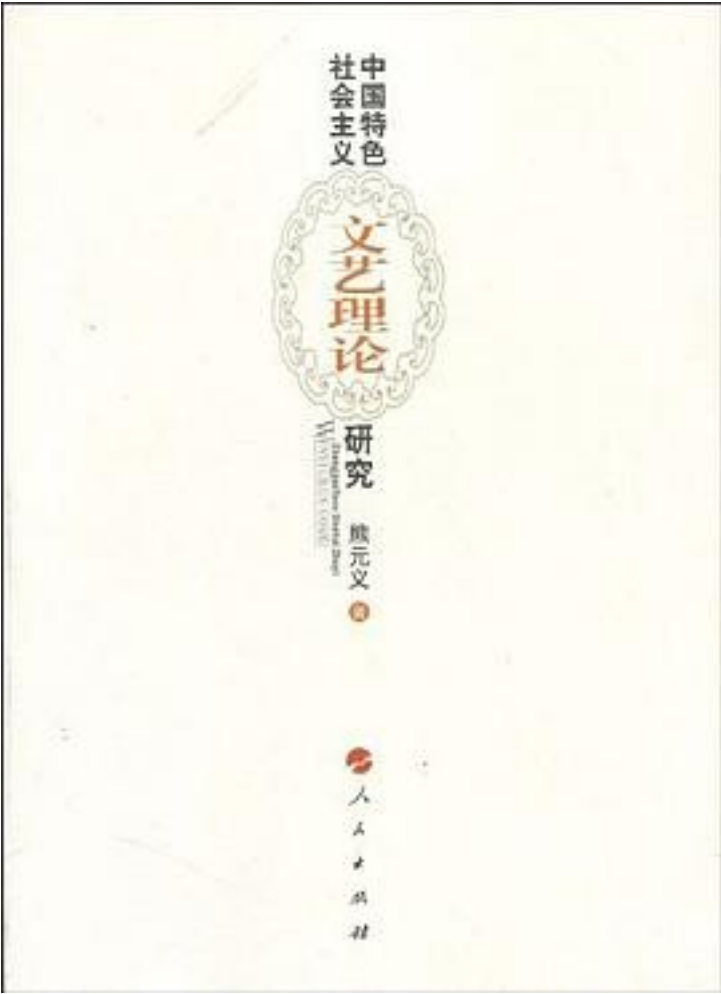 中国特色
社会主义
文艺理论
研究
熊元义 著
人民出版社